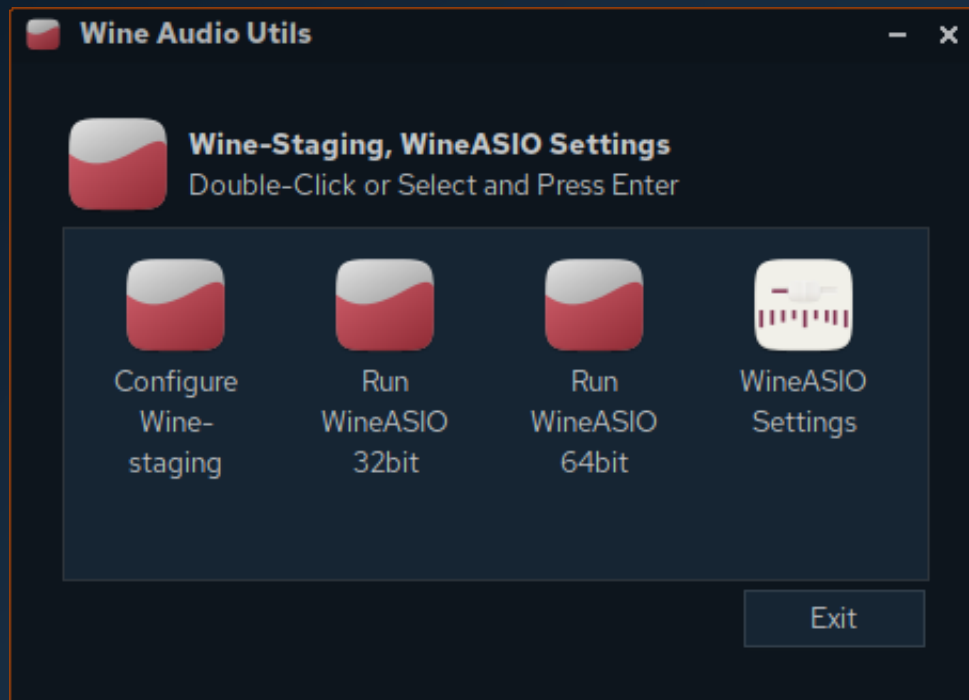 Wine Audio Utils
Wine-Staging, WineASIO Settings
Double-Click or Select and Press Enter
Configure
Wine-
staging
Run
WineASIO
32bit
Run
WineASIO
64bit
WineASIO
Settings
Exit